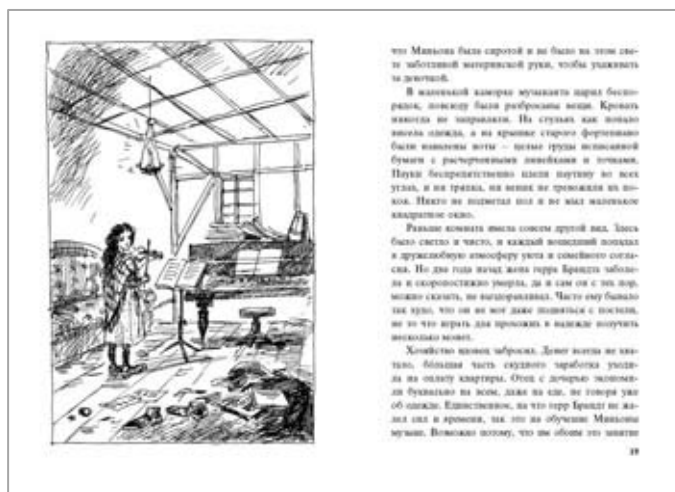 что Миньона была сиротой и не было на этом све-
те заботливой материнской руки, чтобы ухаживать
за девочкой.
В маленькой каморке музыканта царил беспо-
рядок, повсюду были разбросаны вещи. Кровать
никогда не заправляли. На стульях как попало
висела одежда, а на крышке старого фортепиано
были навалены ноты – целые груды исписанной
бумаги с расчерченными линейками и точками.
Пауки беспрепятственно плели паутину во всех
углах, и ни тряпка, ни веник не тревожили их по-
коя. Никто не подметал пол и не мыл маленькое
квадратное окно.
Раньше комната имела совсем другой вид. Здесь
было светло и чисто, и каждый вошедший попадал
в дружелюбную атмосферу уюта и семейного согла-
сия. Но два года назад жена герра Брандта заболе-
ла и скоропостижно умерла, да и сам он с тех пор,
можно сказать, не выздоравливал. Часто ему бывало
так худо, что он не мог даже подняться с постели,
не то что играть для прохожих в надежде получить
несколько монет.
Хозяйство вдовец забросил. Денег всегда не хва-
тало, бóльшая часть скудного заработка уходи-
ла на оплату квартиры. Отец с дочерью экономи-
ли буквально на всем, даже на еде, не говоря уже
об одежде. Единственное, на что герр Брандт не жа-
лел сил и времени, так это на обучение Миньоны
музыке. Возможно потому, что им обоим это занятие
19